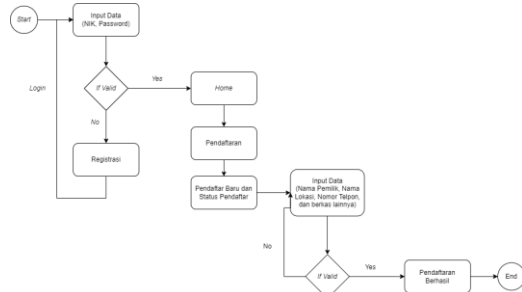 Start
Input Data
(NIK, Password)
Login
If Valid
Yes
Home
No
Registrasi
Pendaftaran
Pendaftar Baru dan
Status Pendaftar
Input Data
(Nama Pemilik, Nama
Lokasi, Nomor Telpon,
dan berkas lainnya)
No
If Valid
Yes
Pendaftaran
Berhasil
End